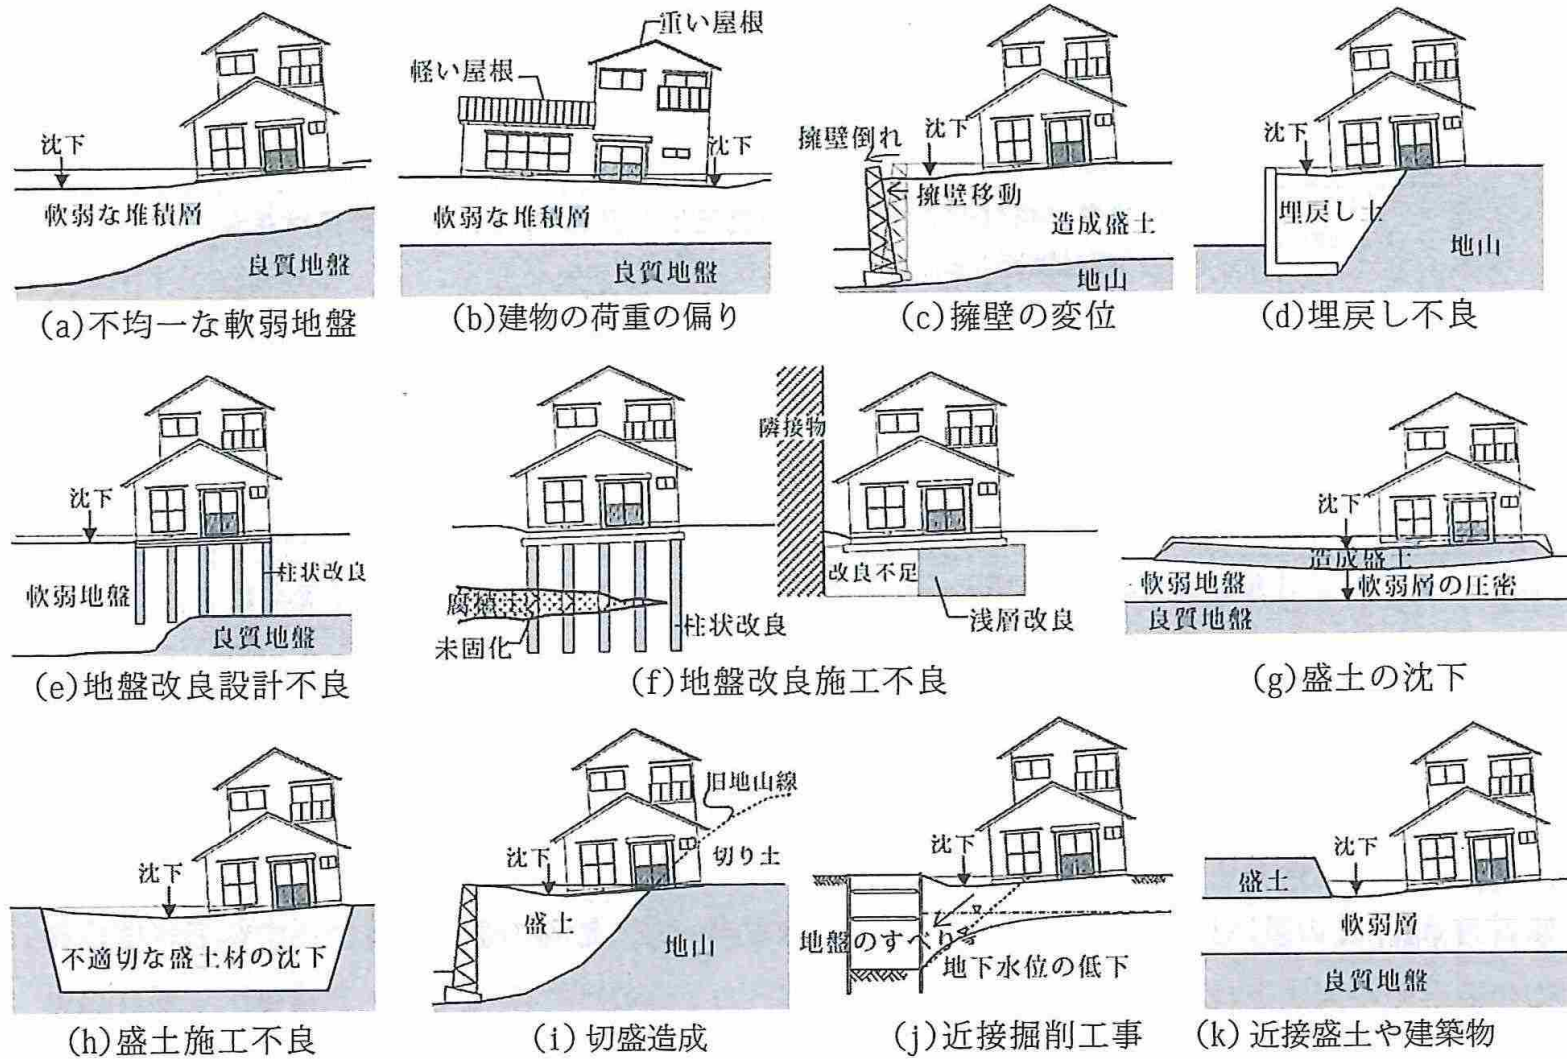 沈下
軟弱な堆積層
良質地盤
(a)不均一な軟弱地盤
重い屋根
軽い屋根
沈下
軟弱な堆積層
良質地盤
(b)建物の荷重の偏り
擁壁倒れ
沈下
擁壁移動
造成盛土
地山
(c)擁壁の変位
沈下
埋戻し土
地山
(d)埋戻し不良
沈下
軟弱地盤
柱状改良
良質地盤
(e)地盤改良設計不良
腐植土
未固化
柱状改良
隣接物
改良不足
浅層改良
(f)地盤改良施工不良
沈下
造成盛土
軟弱地盤
軟弱層の圧密
良質地盤
(g)盛土の沈下
沈下
不適切な盛土材の沈下
(h)盛土施工不良
旧地山線
沈下
切り土
盛土
地山
(i)切盛造成
沈下
地盤のすべり等
地下水位の低下
(j)近接掘削工事
沈下
盛土
軟弱層
良質地盤
(k)近接盛土や建築物